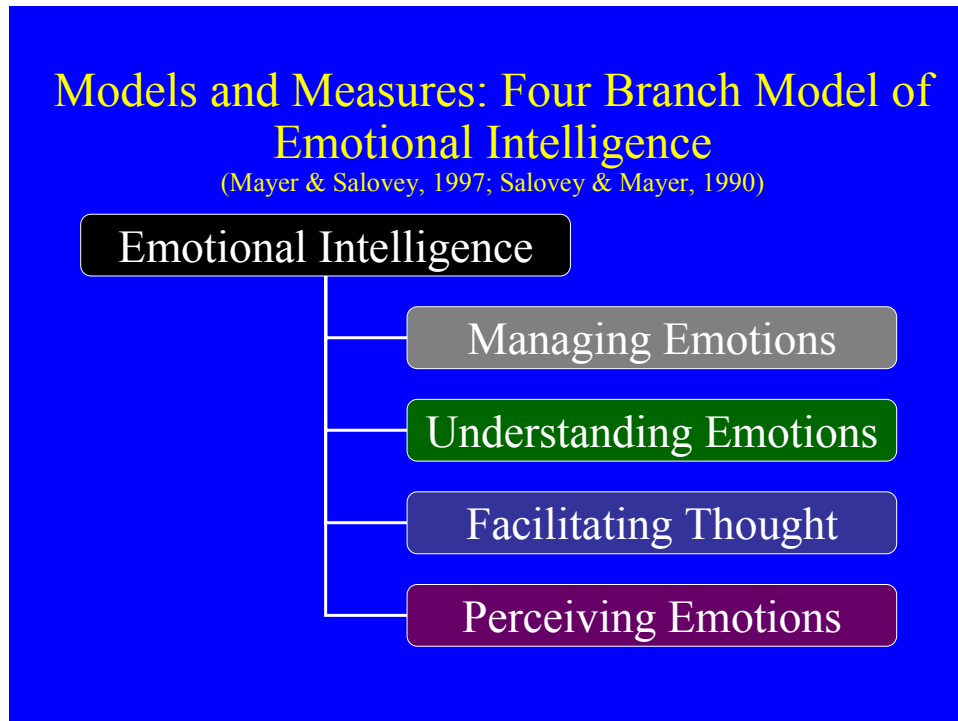 Models and Measures: Four Branch Model of
Emotional Intelligence
(Mayer & Salovey, 1997; Salovey & Mayer, 1990)
Emotional Intelligence
Managing Emotions
Understanding Emotions
Facilitating Thought
Perceiving Emotions